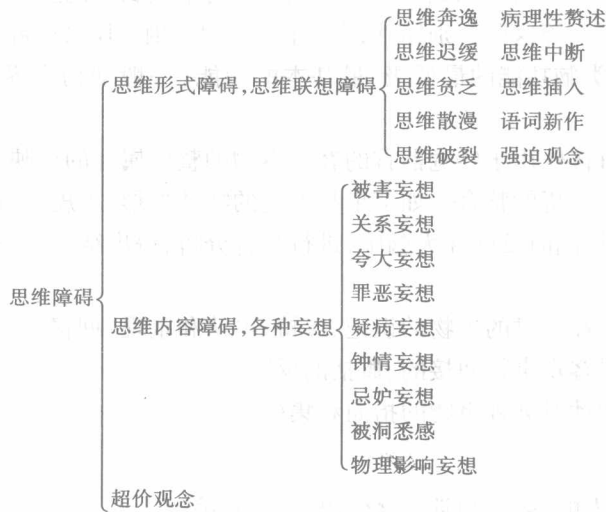 思维奔逸 病理性赘述
思维迟缓 思维中断
思维形式障碍,思维联想障碍 思维贫乏 思维插入
思维散漫 语词新作
思维破裂 强迫观念
被害妄想
关系妄想
夸大妄想
罪恶妄想
思维障碍
思维内容障碍,各种妄想 疑病妄想
钟情妄想
忌妒妄想
被洞悉感
物理影响妄想
超价观念